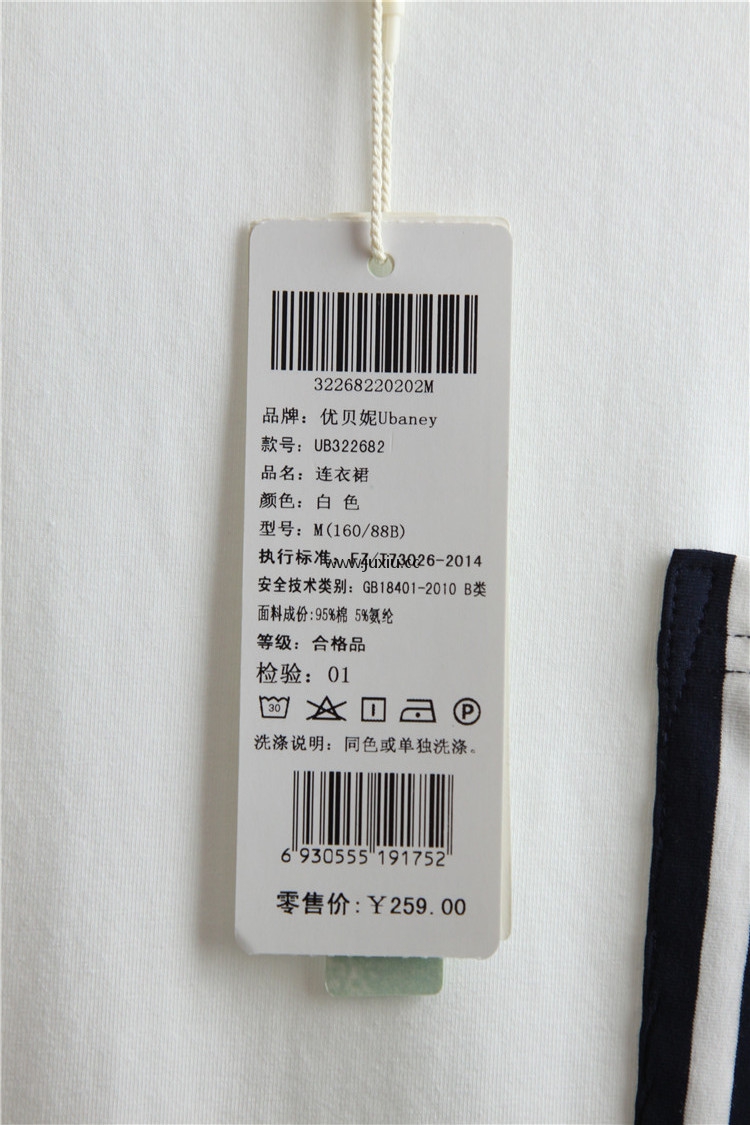 32268220202M
品牌：优贝妮Ubaney
款号：UB322682
品名：连衣裙
颜色：白 色
型号：M(160/88B)
执行标准：FZ/T73026-2014
www.juxiu.cc
安全技术类别：GB18401-2010 B类
面料成份:95%棉 5%氨纶
等级：合格品
检验：01
30 P
洗涤说明：同色或单独洗涤。
6 930555 191752
零售价:￥259.00